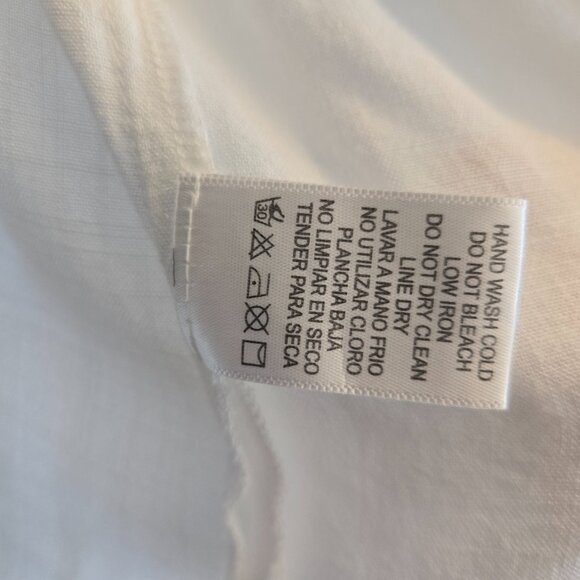 HAND WASH COLD
DO NOT BLEACH
LOW IRON
DO NOT DRY CLEAN
LINE DRY
LAVAR A MANO FRIO
NO UTILIZAR CLORO
PLANCHA BAJA
NO LIMPIAR EN SECO
TENDER PARA SECA
30